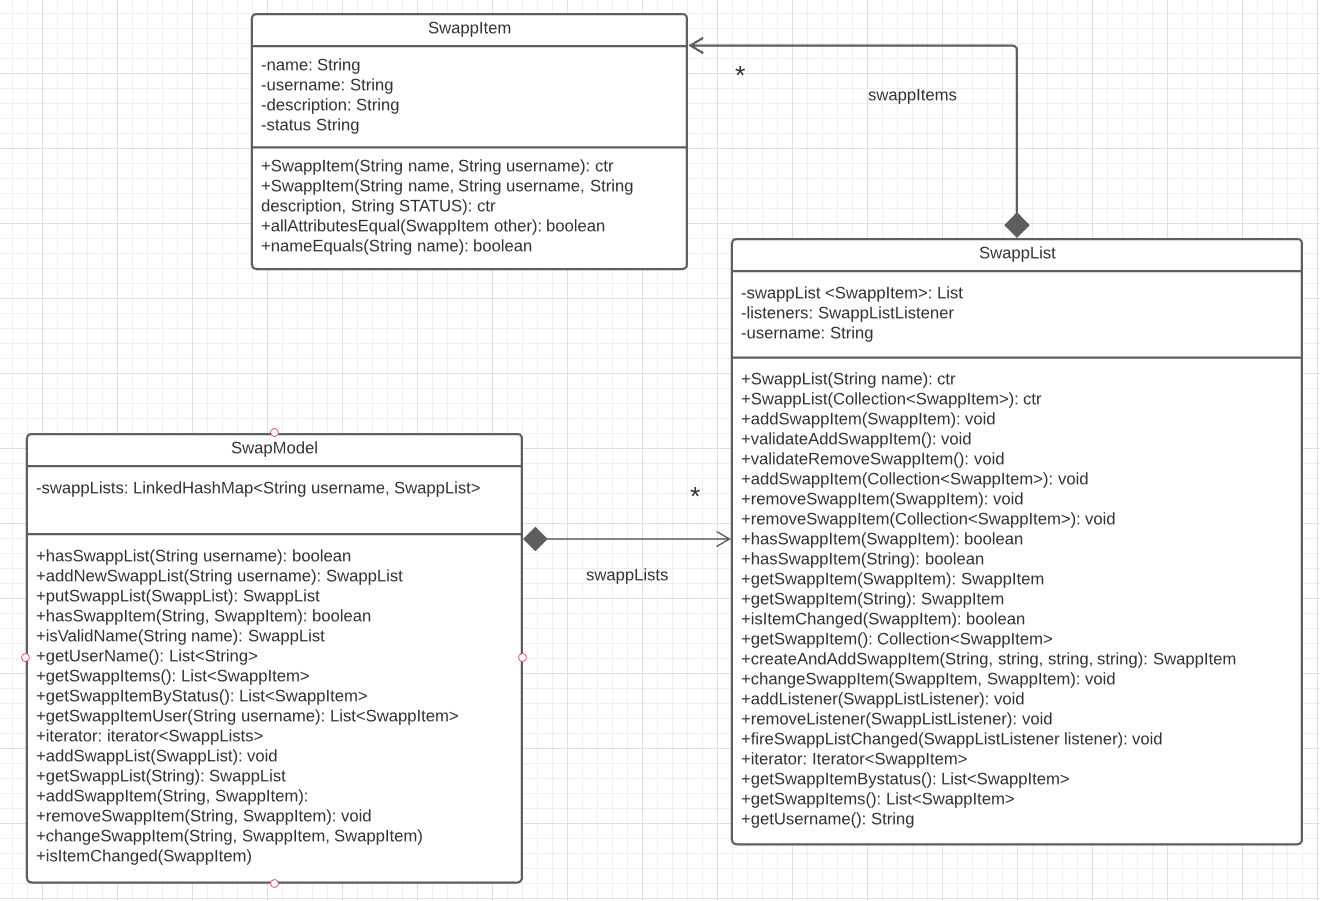 SwappItem
-name: String
-username: String
-description: String
-status String
+SwappItem(String name, String username): ctr
+SwappItem(String name, String username, String
description, String STATUS): ctr
+allAttributesEqual(SwappItem other): boolean
+nameEquals(String name): boolean
*
swappItems
SwappList
-swappList <SwappItem>: List
-listeners: SwappListListener
-username: String
+SwappList(String name): ctr
+SwappList(Collection<SwappItem>): ctr
+addSwappItem(SwappItem): void
+validateAddSwappItem(): void
+validateRemoveSwappItem(): void
+addSwappItem(Collection<SwappItem>): void
+removeSwappItem(SwappItem): void
+removeSwappItem(Collection<SwappItem>): void
+hasSwappItem(SwappItem): boolean
+hasSwappItem(String): boolean
+getSwappItem(SwappItem): SwappItem
+getSwappItem(String): SwappItem
+isItemChanged(SwappItem): boolean
+getSwappItem(): Collection<SwappItem>
+createAndAddSwappItem(String, string, string, string): SwappItem
+changeSwappItem(SwappItem, SwappItem): void
+addListener(SwappListListener): void
+removeListener(SwappListListener): void
+fireSwappListChanged(SwappListListener listener): void
+iterator: Iterator<SwappItem>
+getSwappItemBystatus(): List<SwappItem>
+getSwappItems(): List<SwappItem>
+getUsername(): String
SwapModel
-swappLists: LinkedHashMap<String username, SwappList>
+hasSwappList(String username): boolean
+addNewSwappList(String username): SwappList
+putSwappList(SwappList): SwappList
+hasSwappItem(String, SwappItem): boolean
+isValidName(String name): SwappList
+getUserName(): List<String>
+getSwappItems(): List<SwappItem>
+getSwappItemByStatus(): List<SwappItem>
+getSwappItemUser(String username): List<SwappItem>
+iterator: iterator<SwappLists>
+addSwappList(SwappList): void
+getSwappList(String): SwappList
+addSwappItem(String, SwappItem):
+removeSwappItem(String, SwappItem): void
+changeSwappItem(String, SwappItem, SwappItem)
+isItemChanged(SwappItem)
*
swappLists